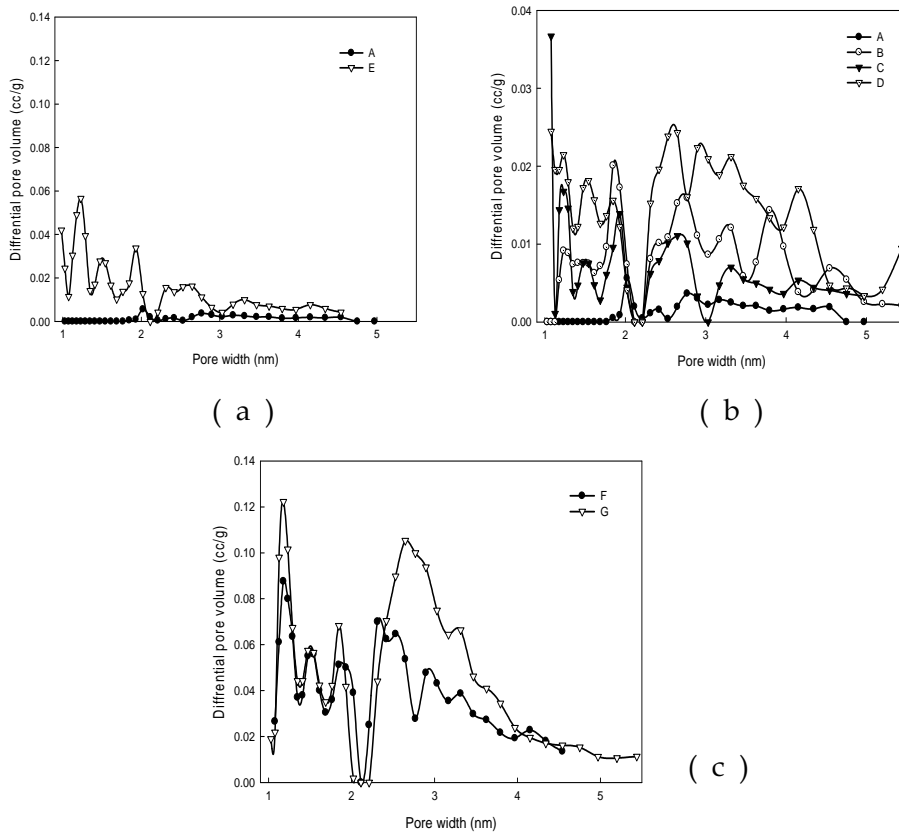 0.14
0.12
0.10
0.08
0.06
0.04
0.02
0.00
Diffrential pore volume (cc/g)
A
E
1 2 3 4 5
Pore width (nm)
( a )
0.04
0.03
0.02
0.01
0.00
Diffrential pore volume (cc/g)
A
B
C
D
1 2 3 4 5
Pore width (nm)
( b )
0.14
0.12
0.10
0.08
0.06
0.04
0.02
0.00
Diffrential pore volume (cc/g)
F
G
1 2 3 4 5
Pore width (nm)
( c )